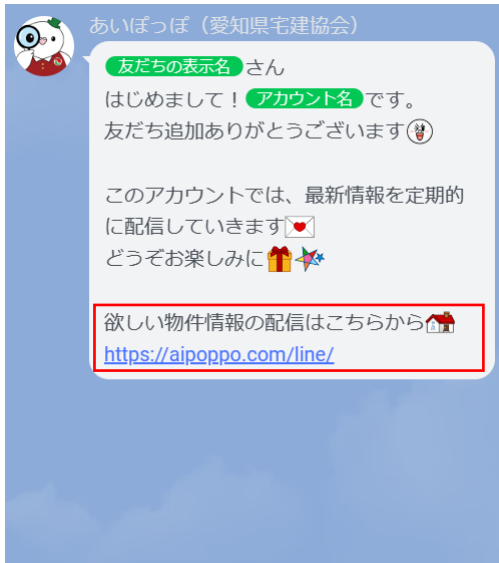 あいぽっぽ（愛知県宅建協会）
友だちの表示名 さん
はじめまして！ アカウント名 です。
友だち追加ありがとうございます
このアカウントでは、最新情報を定期的
に配信していきます💌
どうぞお楽しみに🎁
欲しい物件情報の配信はこちらから🏠
https://aipoppo.com/line/